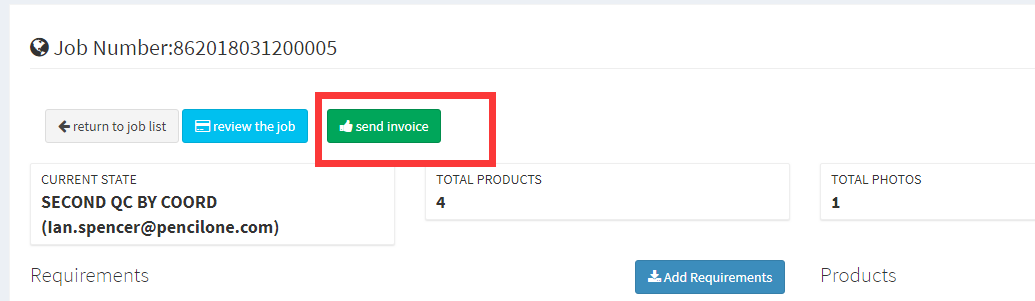 Job Number:862018031200005
return to job list
review the job
send invoice
CURRENT STATE
SECOND QC BY COORD
(Ian.spencer@pencilone.com)
TOTAL PRODUCTS
4
TOTAL PHOTOS
1
Requirements
Add Requirements
Products